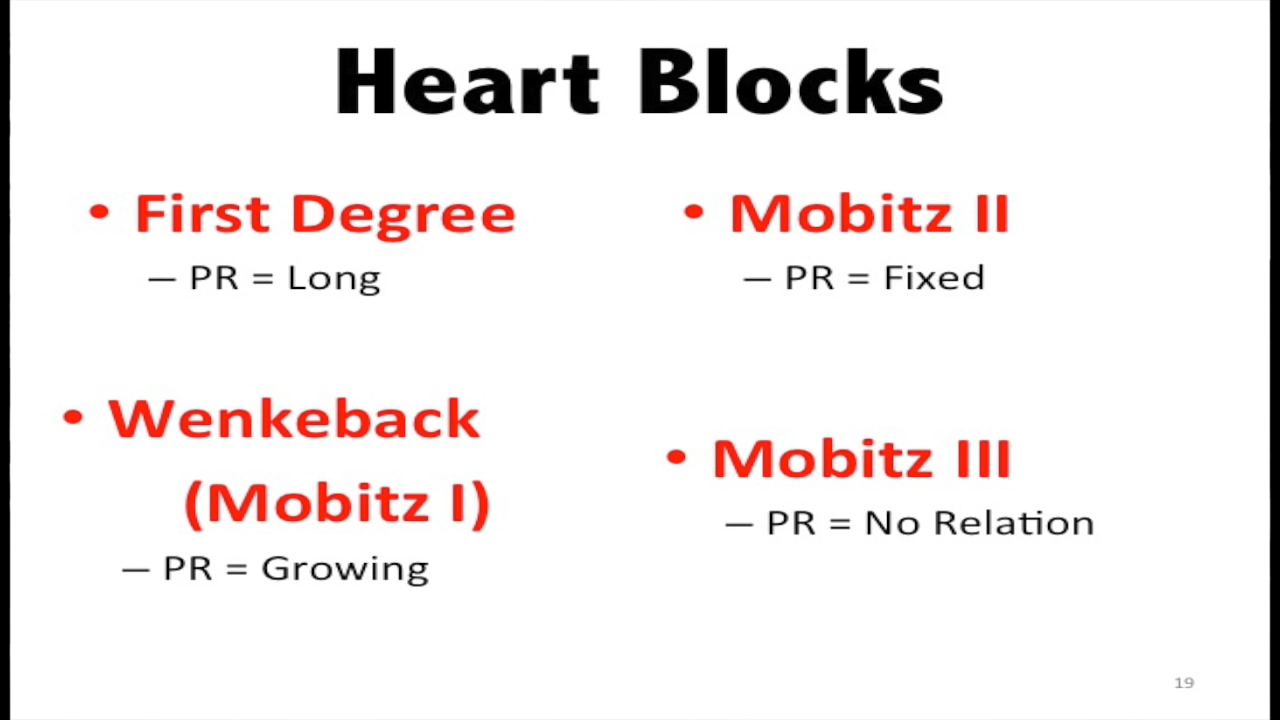 Heart Blocks
• First Degree
– PR = Long
• Wenkeback
(Mobitz I)
– PR = Growing
• Mobitz II
– PR = Fixed
• Mobitz III
– PR = No Relation
19